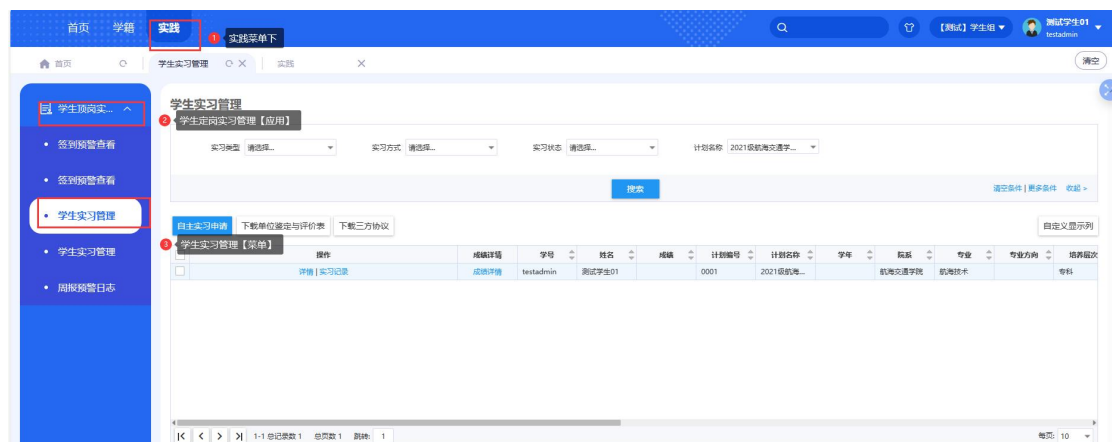 首页 学籍 实践 【测试】学生组 测试学生01
testadmin
1 实践菜单下
首页 学生实习管理 实践 清空
学生顶岗实...
签到预警查看
签到预警查看
学生实习管理
学生实习管理
周报预警日志
学生实习管理
2 学生定岗实习管理【应用】
实习类型 请选择... 实习方式 请选择... 实习状态 请选择... 计划名称 2021级航海交通学...
搜索 清空条件 | 更多条件 收起
自主实习申请 下载单位鉴定与评价表 下载三方协议 自定义显示列
3 学生实习管理【菜单】
操作 成绩详情 学号 姓名 成绩 计划编号 计划名称 学年 院系 专业 专业方向 培养层次
详情 | 实习记录 成绩详情 testadmin 测试学生01 0001 2021级航海... 航海交通学院 航海技术 专科
1-1 总记录数 1 总页数 1 跳转: 1 每页: 10